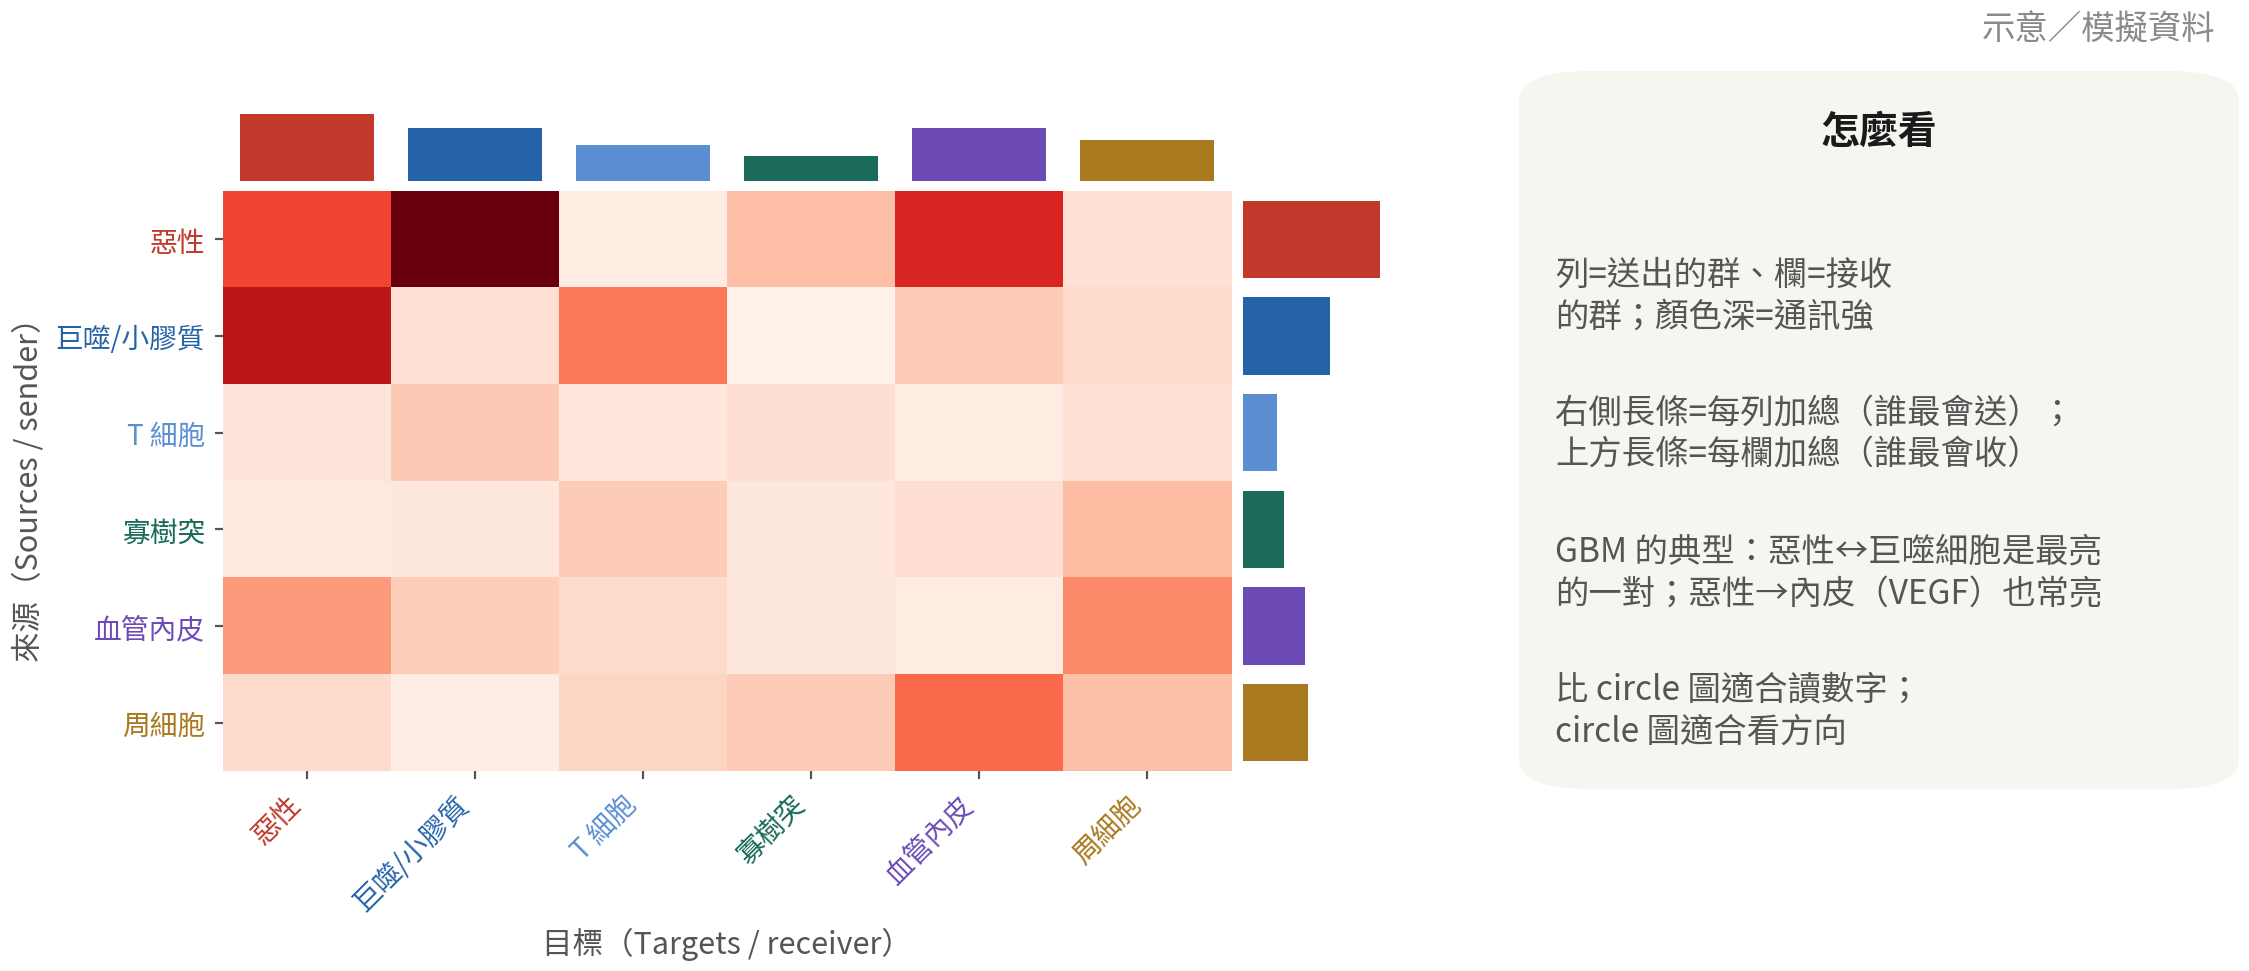 示意／模擬資料
怎麼看
列=送出的群、欄=接收
的群；顏色深=通訊強
右側長條=每列加總（誰最會送）；
上方長條=每欄加總（誰最會收）
GBM 的典型：惡性↔巨噬細胞是最亮
的一對；惡性→內皮（VEGF）也常亮
比 circle 圖適合讀數字；
circle 圖適合看方向
來源（Sources / sender）
惡性
巨噬/小膠質
T 細胞
寡樹突
血管內皮
周細胞
惡性
巨噬/小膠質
T 細胞
寡樹突
血管內皮
周細胞
目標（Targets / receiver）